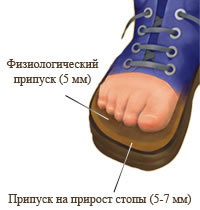 Физиологический
припуск (5 мм)
Припуск на прирост стопы (5-7 мм)